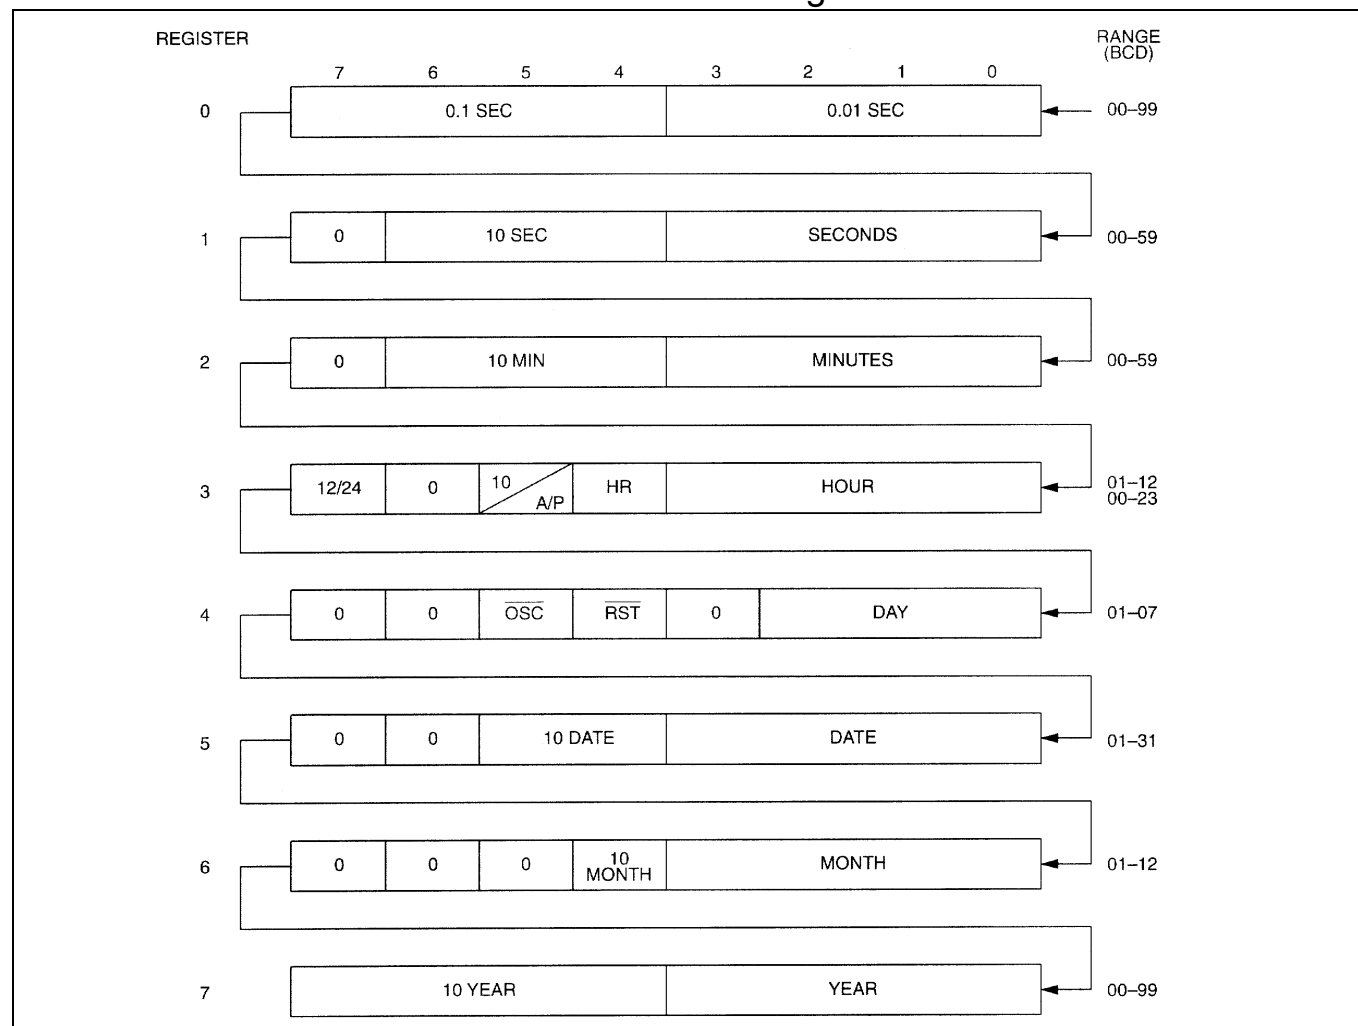 REGISTER
RANGE
(BCD)
7 6 5 4 3 2 1 0
0 0.1 SEC 0.01 SEC 00–99
1 0 10 SEC SECONDS 00–59
2 0 10 MIN MINUTES 00–59
3 12/24 0 10 A/P HR HOUR 01–12
00–23
4 0 0 OSC RST 0 DAY 01–07
5 0 0 10 DATE DATE 01–31
6 0 0 0 10 MONTH MONTH 01–12
7 10 YEAR YEAR 00–99